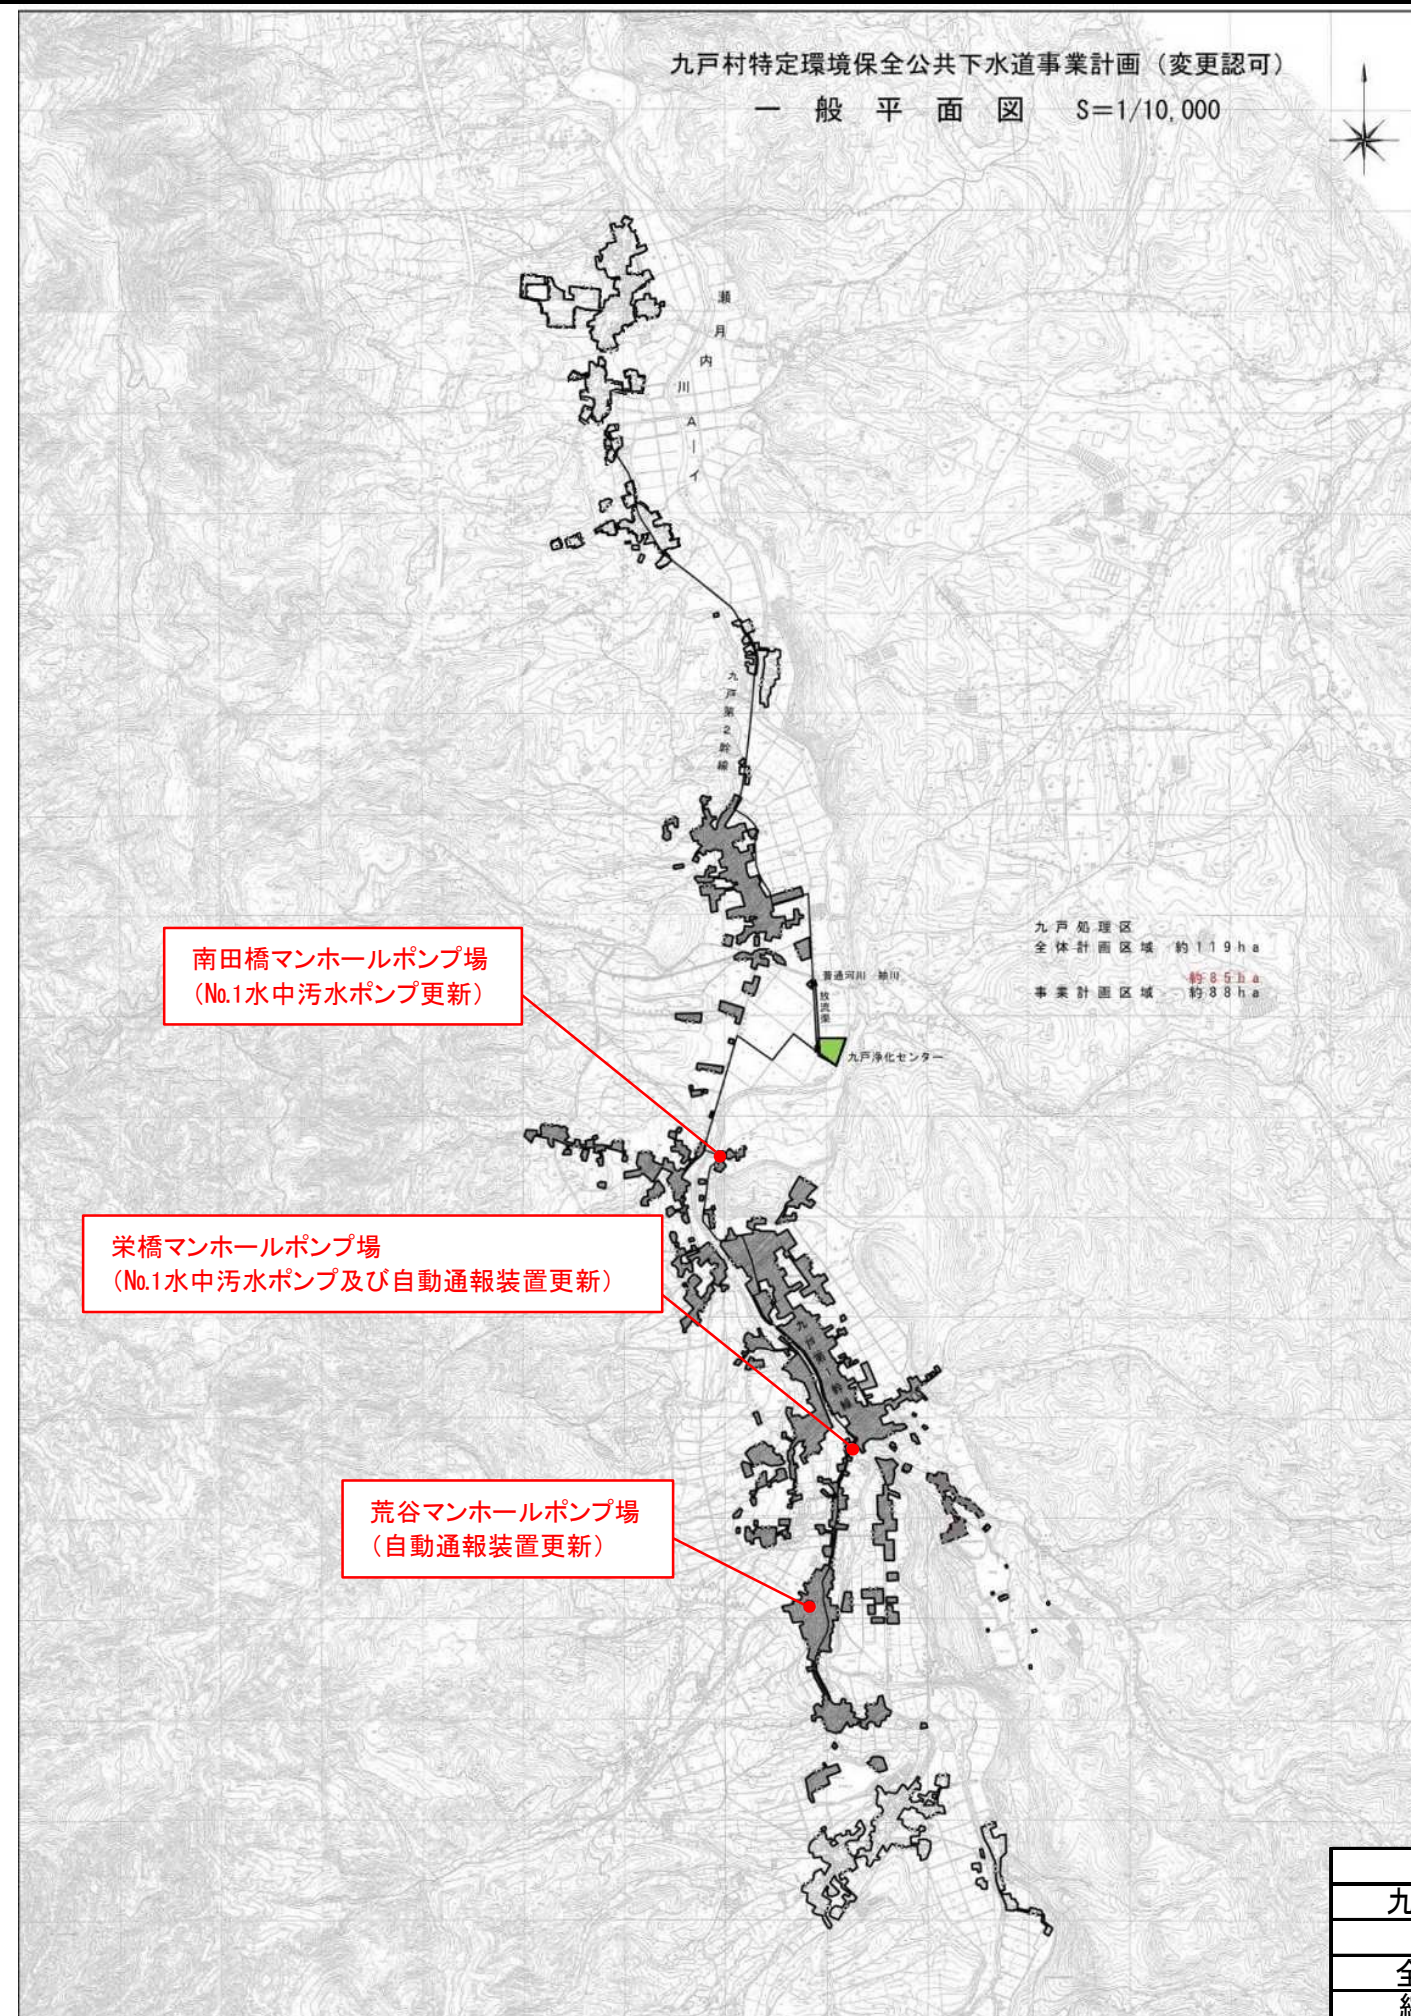 九戸村特定環境保全公共下水道事業計画（変更認可）
一般平面図 S=1/10,000
瀬月内川 A－イ
九戸第2幹線
九戸処理区
全体計画区域 約119ha
約85ha
事業計画区域 約88ha
南田橋マンホールポンプ場
（No.1水中汚水ポンプ更新）
普通河川
放流渠
九戸浄化センター
栄橋マンホールポンプ場
（No.1水中汚水ポンプ及び自動通報装置更新）
荒谷マンホールポンプ場
（自動通報装置更新）
九
全